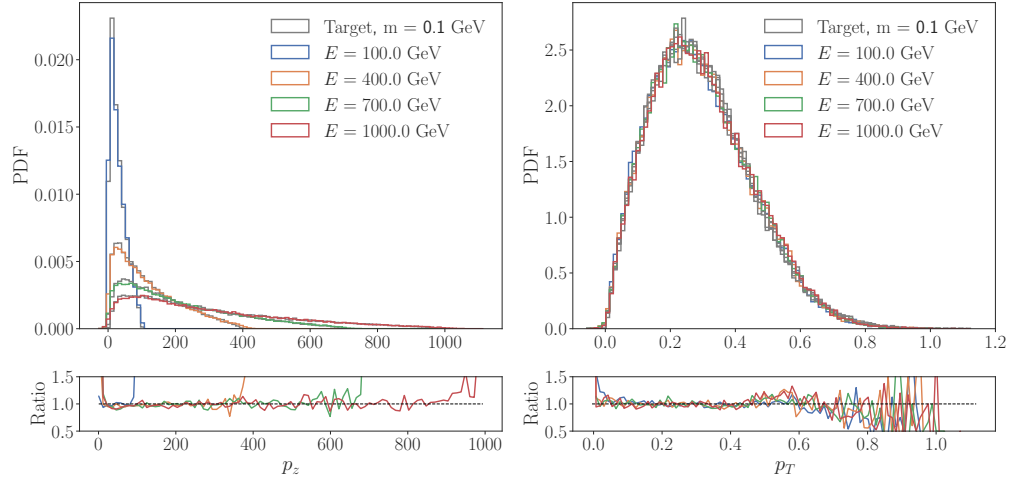 Target, m = 0.1 GeV
E = 100.0 GeV
E = 400.0 GeV
E = 700.0 GeV
E = 1000.0 GeV
PDF
0.020
0.015
0.010
0.005
0.000
0 200 400 600 800 1000
Ratio
1.5
1.0
0.5
0 200 400 600 800 1000
p_z
Target, m = 0.1 GeV
E = 100.0 GeV
E = 400.0 GeV
E = 700.0 GeV
E = 1000.0 GeV
PDF
2.5
2.0
1.5
1.0
0.5
0.0
0.0 0.2 0.4 0.6 0.8 1.0 1.2
Ratio
1.5
1.0
0.5
0.0 0.2 0.4 0.6 0.8 1.0
p_T